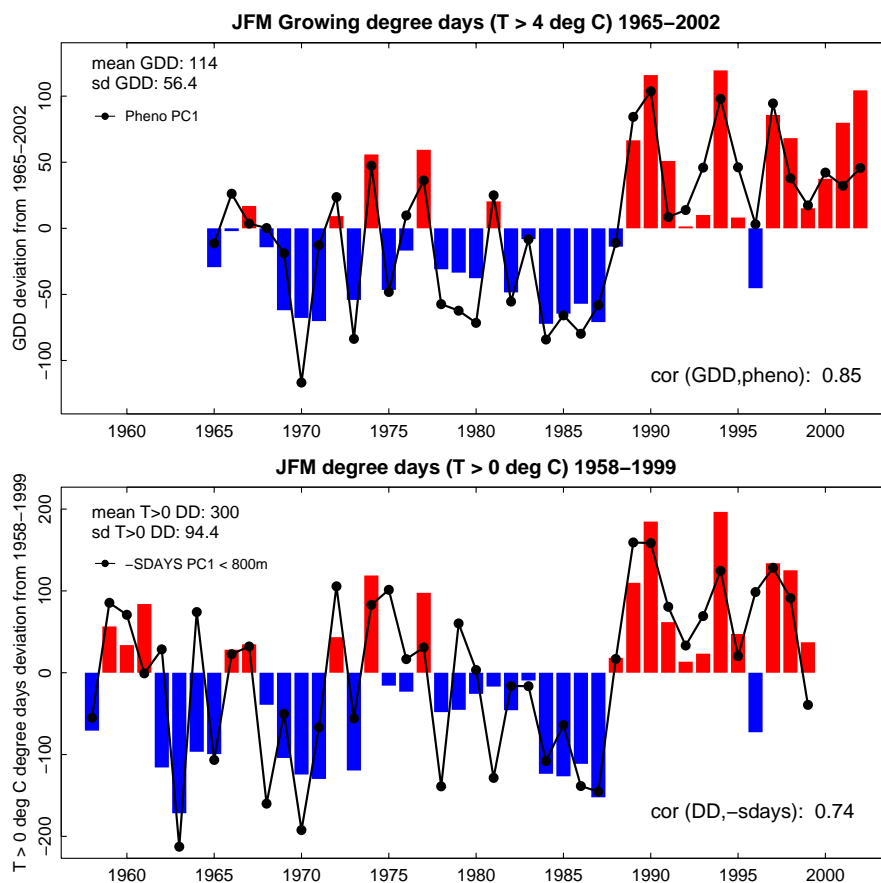 JFM Growing degree days (T > 4 deg C) 1965−2002
mean GDD: 114
sd GDD: 56.4
Pheno PC1
cor (GDD,pheno):  0.85
GDD deviation from 1965−2002
100
50
0
−50
−100
1960 1965 1970 1975 1980 1985 1990 1995 2000
JFM degree days (T > 0 deg C) 1958−1999
mean T>0 DD: 300
sd T>0 DD: 94.4
−SDAYS PC1 < 800m
cor (DD,−sdays):  0.74
T > 0 deg C degree days deviation from 1958−1999
200
100
0
−100
−200
1960 1965 1970 1975 1980 1985 1990 1995 2000